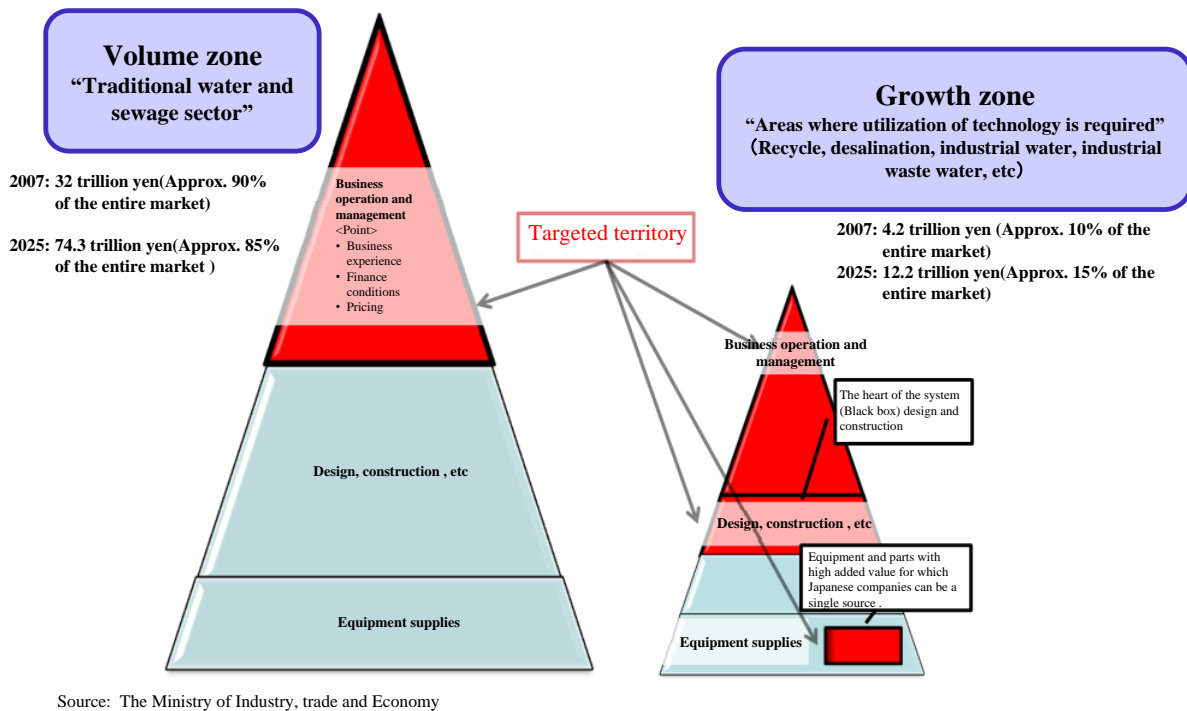 Volume zone
“Traditional water and
sewage sector”
2007: 32 trillion yen(Approx. 90%
of the entire market)
2025: 74.3 trillion yen(Approx. 85%
of the entire market )
Business
operation and
management
<Point>
• Business
experience
• Finance
conditions
• Pricing
Design, construction , etc
Equipment supplies
Targeted territory
Growth zone
“Areas where utilization of technology is required”
（Recycle, desalination, industrial water, industrial
waste water, etc）
2007: 4.2 trillion yen (Approx. 10% of the
entire market)
2025: 12.2 trillion yen(Approx. 15% of the
entire market)
Business operation and
management
The heart of the system
(Black box) design and
construction
Design, construction , etc
Equipment and parts with
high added value for which
Japanese companies can be a
single source .
Equipment supplies
Source: The Ministry of Industry, trade and Economy